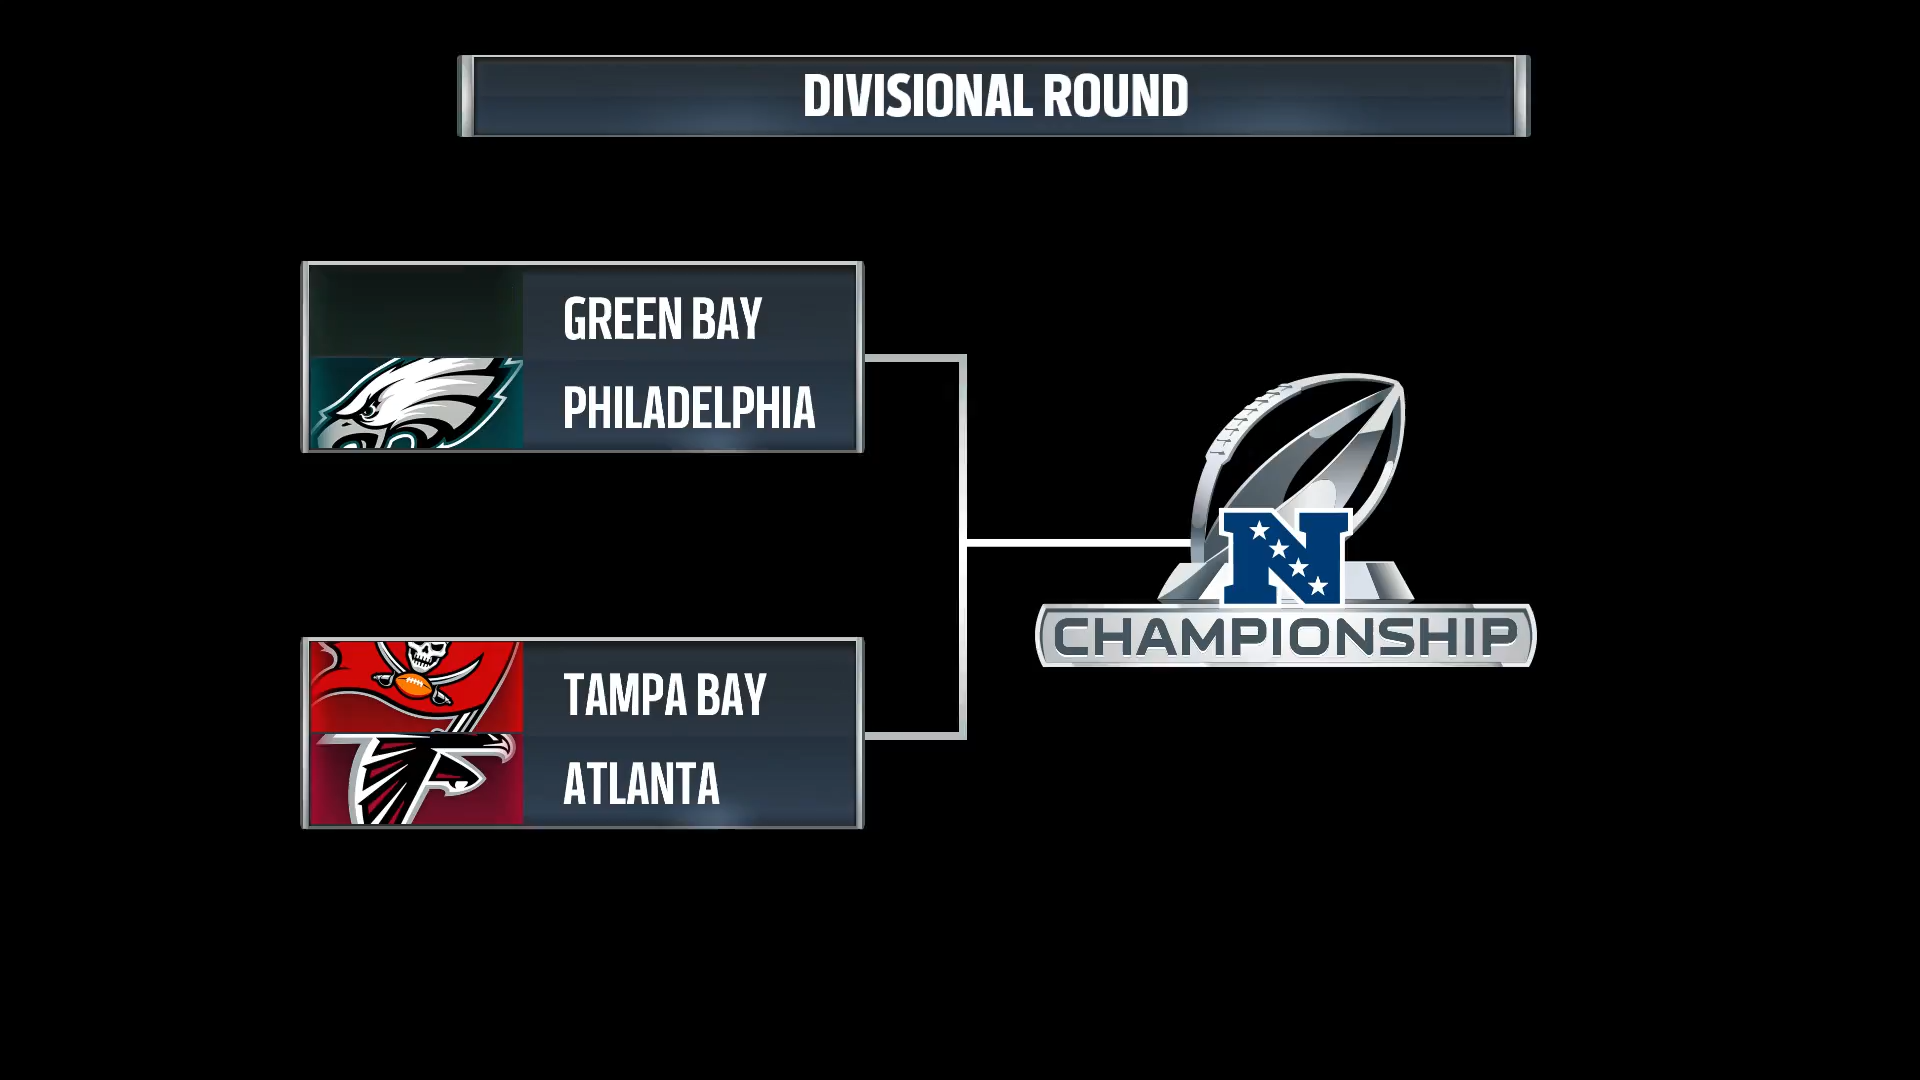 DIVISIONAL ROUND
GREEN BAY
PHILADELPHIA
TAMPA BAY
ATLANTA
N
CHAMPIONSHIP